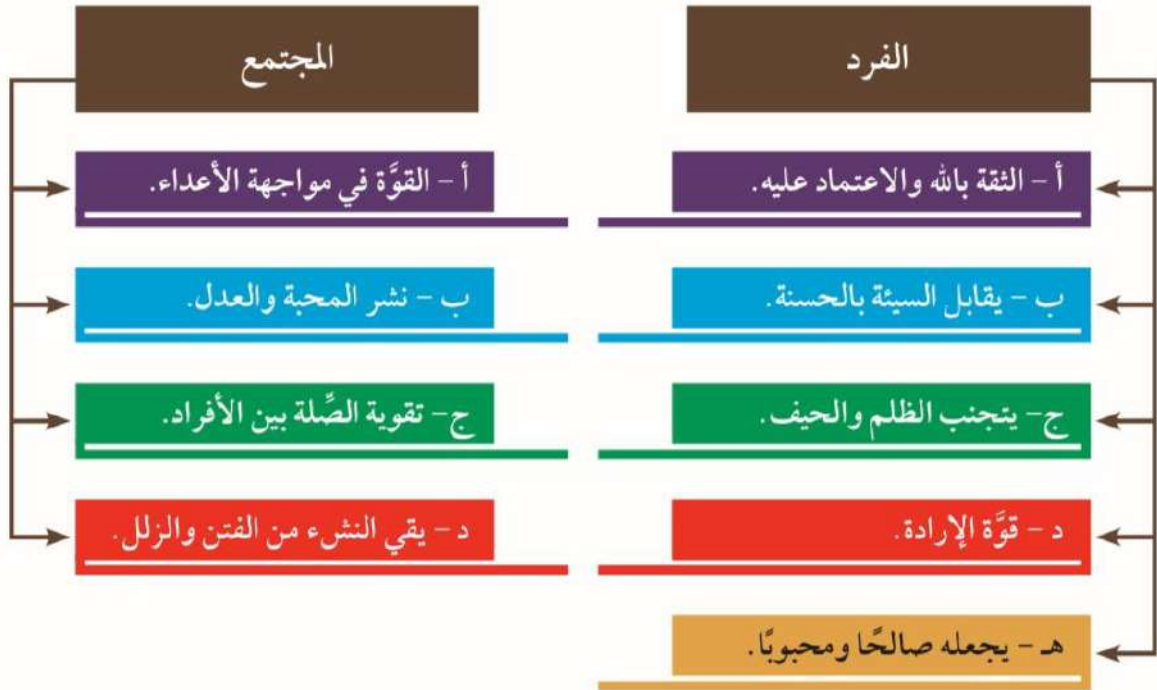 الفرد
أ – الثقة بالله والاعتماد عليه.
ب – يقابل السيئة بالحسنة.
ج – يتجنب الظلم والحيف.
د – قوَّة الإرادة.
هـ – يجعله صالحًا ومحبوبًا.
المجتمع
أ – القوَّة في مواجهة الأعداء.
ب – نشر المحبة والعدل.
ج – تقوية الصِّلة بين الأفراد.
د – يقي النشء من الفتن والزلل.